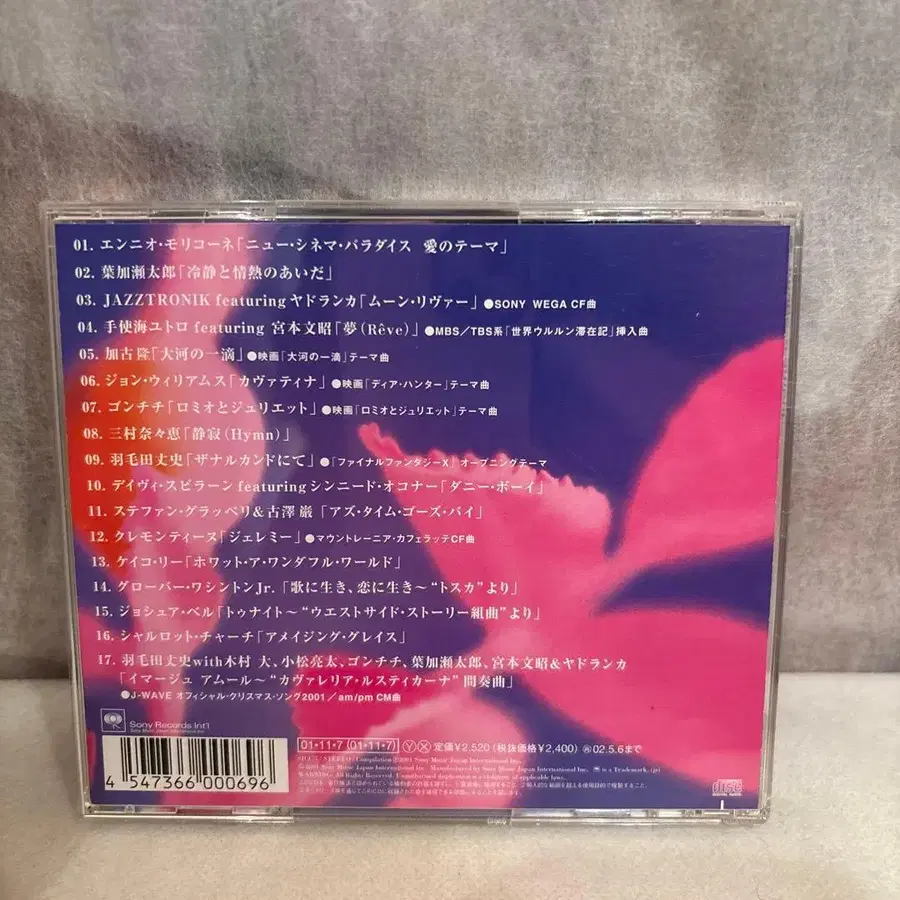 01. エンニオ・モリコーネ「ニュー・シネマ・パラダイス 愛のテーマ」
02. 葉加瀬太郎「冷静と情熱のあいだ」
03. JAZZTRONIK featuring ヤドランカ「ムーン・リヴァー」 ●SONY WEGA CF曲
04. 手使海ユトロ featuring 宮本文昭「夢(Rêve)」 ●MBS/TBS系「世界ウルルン滞在記」挿入曲
05. 加古 隆「大河の一滴」 ●映画「大河の一滴」テーマ曲
06. ジョン・ウィリアムス「カヴァティナ」 ●映画「ディア・ハンター」テーマ曲
07. ゴンチチ「ロミオとジュリエット」 ●映画「ロミオとジュリエット」テーマ曲
08. 三村奈々恵「静寂(Hymn)」
09. 羽毛田丈史「ザナルカンドにて」 ●「ファイナルファンタジーX」オープニングテーマ
10. デイヴィ・スピラーン featuring シンニード・オコナー「ダニー・ボーイ」
11. ステファン・グラッペリ&古澤 巌「アズ・タイム・ゴーズ・バイ」
12. クレモンティーヌ「ジェレミー」 ●マウントレーニア・カフェラッテCF曲
13. ケイコ・リー「ホワット・ア・ワンダフル・ワールド」
14. グローバー・ワシントンJr.「歌に生き、恋に生き〜“トスカ”より」
15. ジョシュア・ベル「トゥナイト〜“ウエストサイド・ストーリー組曲”より」
16. シャルロット・チャーチ「アメイジング・グレイス」
17. 羽毛田丈史with木村 大、小松亮太、ゴンチチ、葉加瀬太郎、宮本文昭&ヤドランカ
「イマージュ アムール〜“カヴァレリア・ルスティカーナ”間奏曲」
●J-WAVE オフィシャル・クリスマス・ソング2001/am/pm CM曲
Sony Records Int'l
01・11・7 (01・11・7) Y X 定価¥2,520 (税抜価格¥2,400) 再02.5.6まで
4 547366 000696
disc